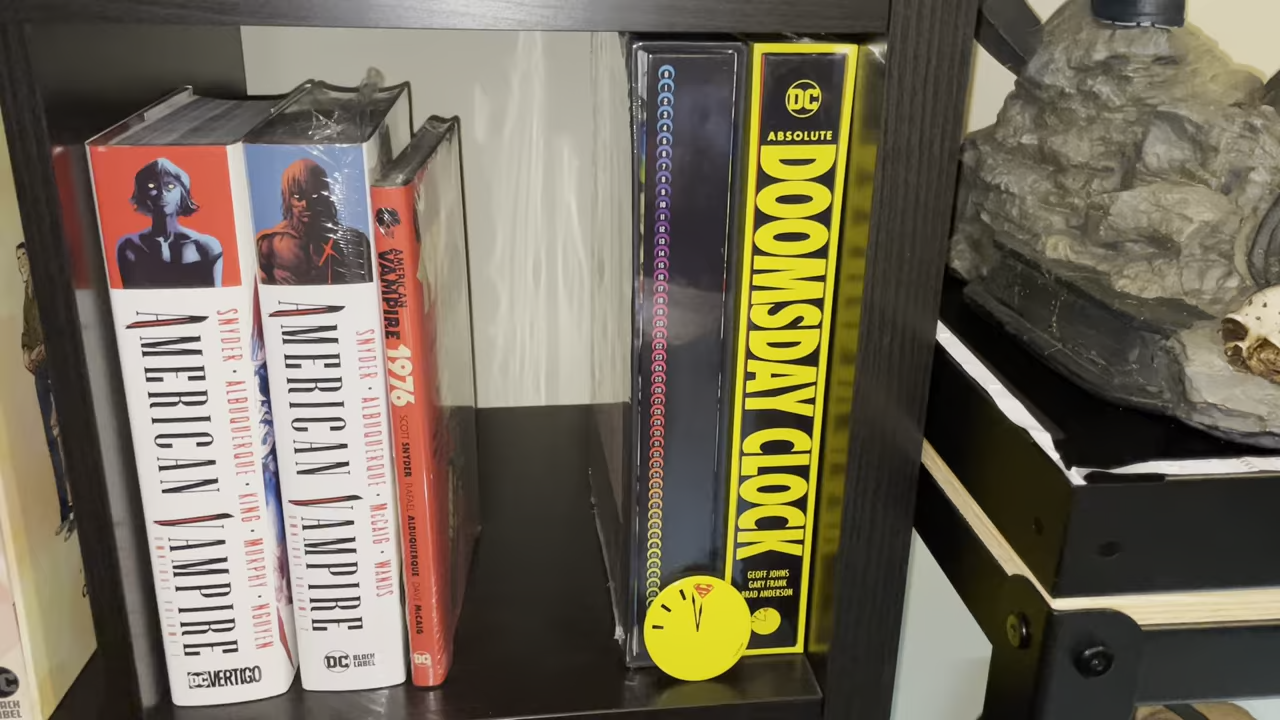 AMERICAN VAMPIRE
SNYDER · ALBUQUERQUE · KING · MURPHY · NGUYEN
DC VERTIGO
AMERICAN VAMPIRE
SNYDER · ALBUQUERQUE · McCAIG · WANDS
DC BLACK LABEL
AMERICAN VAMPIRE 1976
SCOTT SNYDER RAFAEL ALBUQUERQUE DAVE McCAIG
DC
DC
ABSOLUTE
DOOMSDAY CLOCK
GEOFF JOHNS
GARY FRANK
BRAD ANDERSON